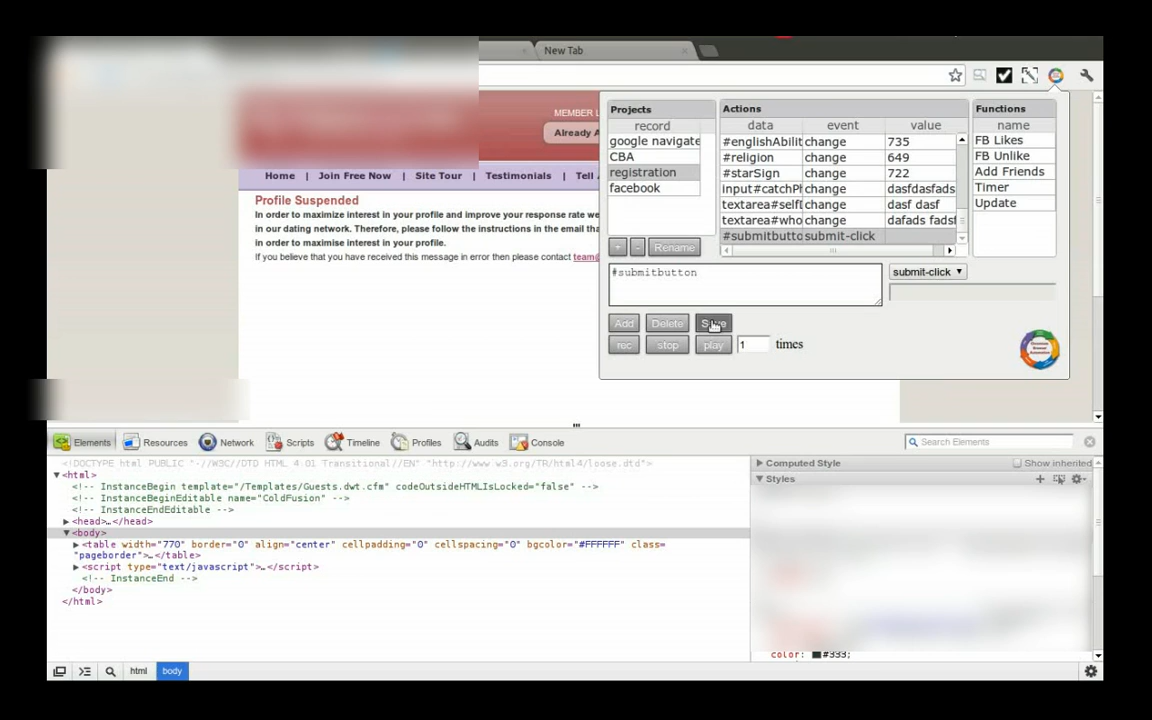 New Tab
MEMBER L
Already A
Home | Join Free Now | Site Tour | Testimonials | Tell
Profile Suspended
In order to maximize interest in your profile and improve your response rate we
in our dating network. Therefore, please follow the instructions in the email tha
in order to maximise interest in your profile.
If you believe that you have received this message in error then please contact team@
Projects
record
google navigate
CBA
registration
facebook
+ - Rename
Actions
data event value
#englishAbilit change 735
#religion change 649
#starSign change 722
input#catchPl change dasfdasfads
textarea#selfD change dasf dasf
textarea#who change dafads fadsf
#submitbutto submit-click
Functions
name
FB Likes
FB Unlike
Add Friends
Timer
Update
#submitbutton
submit-click
Add Delete Save
rec stop play 1 times
Elements Resources Network Scripts Timeline Profiles Audits Console
Search Elements
<!DOCTYPE html PUBLIC "-//W3C//DTD HTML 4.01 Transitional//EN" "http://www.w3.org/TR/html4/loose.dtd">
<html>
<!-- InstanceBegin template="/Templates/Guests.dwt.cfm" codeOutsideHTMLIsLocked="false" -->
<!-- InstanceBeginEditable name="ColdFusion" -->
<!-- InstanceEndEditable -->
<head>…</head>
<body>
<table width="770" border="0" align="center" cellpadding="0" cellspacing="0" bgcolor="#FFFFFF" class=
"pageborder">…</table>
<script type="text/javascript">…</script>
<!-- InstanceEnd -->
</body>
</html>
Computed Style
Show inherited
Styles
color: #333;
html body